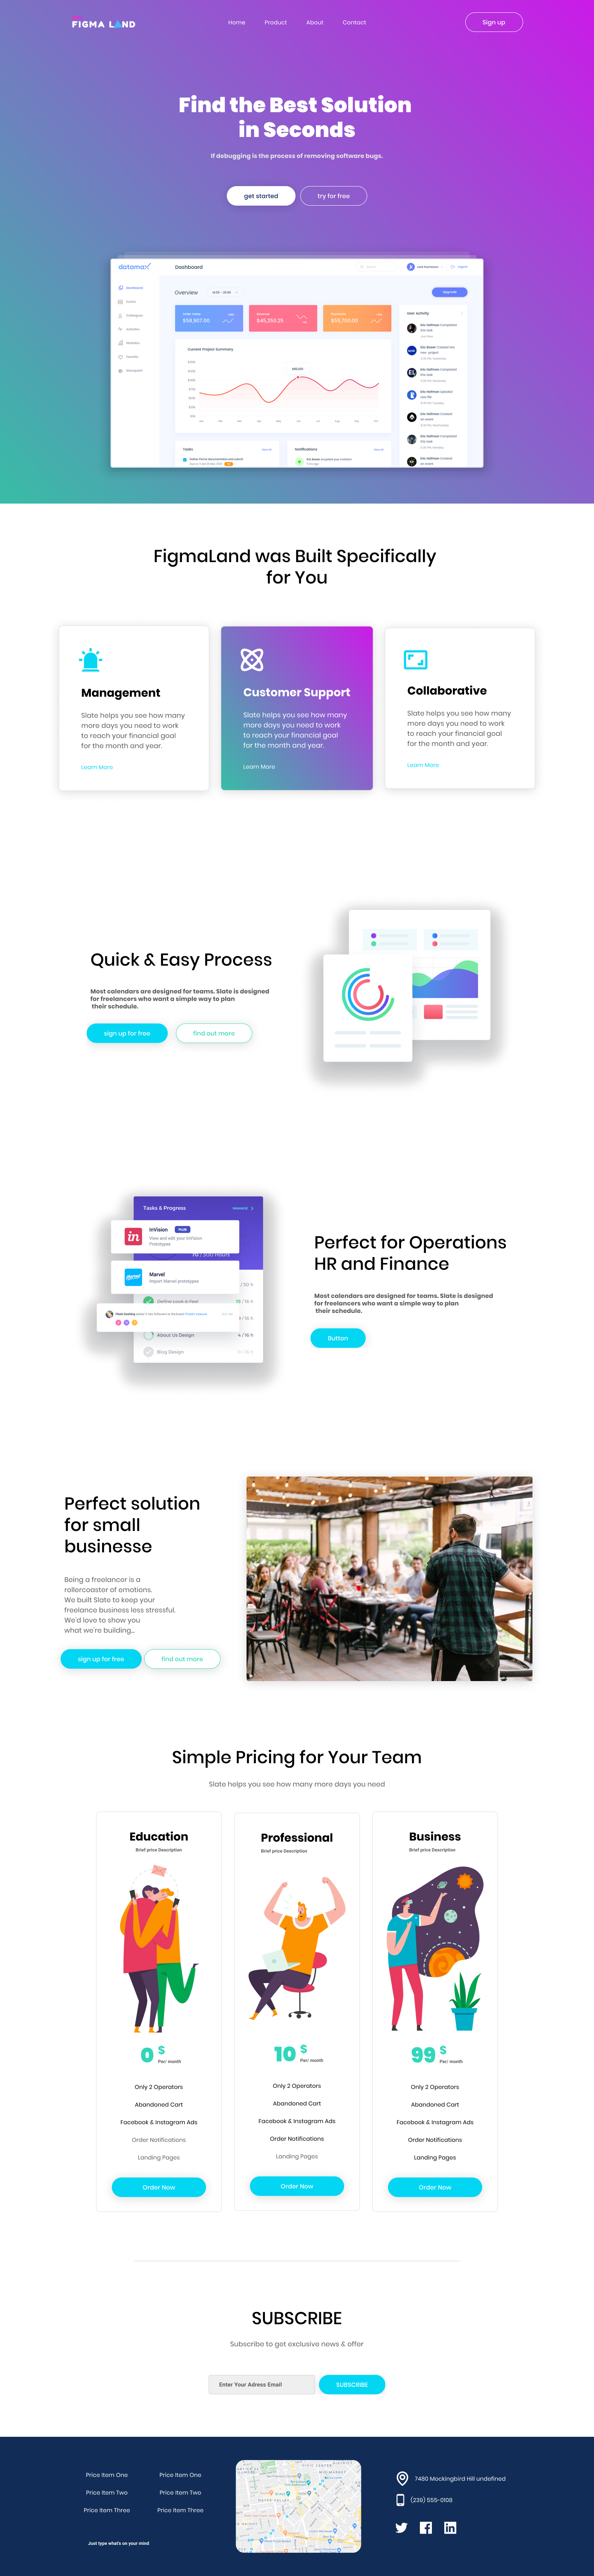 FIGMA LAND
Home Product About Contact
Sign up
Find the Best Solution
in Seconds
If debugging is the process of removing software bugs.
get started
try for free
datamax
Dashboard
Overview
Upgrade
$58,907.00
$45,250.25
$55,700.00
User Activity
Current Project Summary
Tasks
Notifications
FigmaLand was Built Specifically
for You
Management
Slate helps you see how many
more days you need to work
to reach your financial goal
for the month and year.
Learn More
Customer Support
Slate helps you see how many
more days you need to work
to reach your financial goal
for the month and year.
Learn More
Collaborative
Slate helps you see how many
more days you need to work
to reach your financial goal
for the month and year.
Learn More
Quick & Easy Process
Most calendars are designed for teams. Slate is designed
for freelancers who want a simple way to plan
their schedule.
sign up for free
find out more
Tasks & Progress
InVision
PLUS
View and edit your InVision
Prototypes
Marvel
Import Marvel prototypes
About Us Design
4 / 16 h
Blog Design
Perfect for Operations
HR and Finance
Most calendars are designed for teams. Slate is designed
for freelancers who want a simple way to plan
their schedule.
Button
Perfect solution
for small
businesse
Being a freelancer is a
rollercoaster of emotions.
We built Slate to keep your
freelance business less stressful.
We'd love to show you
what we're building...
sign up for free
find out more
Simple Pricing for Your Team
Slate helps you see how many more days you need
Education
Brief price Description
0 $
Per/ month
Only 2 Operators
Abandoned Cart
Facebook & Instagram Ads
Order Notifications
Landing Pages
Order Now
Professional
Brief price Description
10 $
Per/ month
Only 2 Operators
Abandoned Cart
Facebook & Instagram Ads
Order Notifications
Landing Pages
Order Now
Business
Brief price Description
99 $
Per/ month
Only 2 Operators
Abandoned Cart
Facebook & Instagram Ads
Order Notifications
Landing Pages
Order Now
SUBSCRIBE
Subscribe to get exclusive news & offer
Enter Your Adress Email
SUBSCRIBE
Price Item One
Price Item Two
Price Item Three
Price Item One
Price Item Two
Price Item Three
Just type what's on your mind
7480 Mockingbird Hill undefined
(239) 555-0108